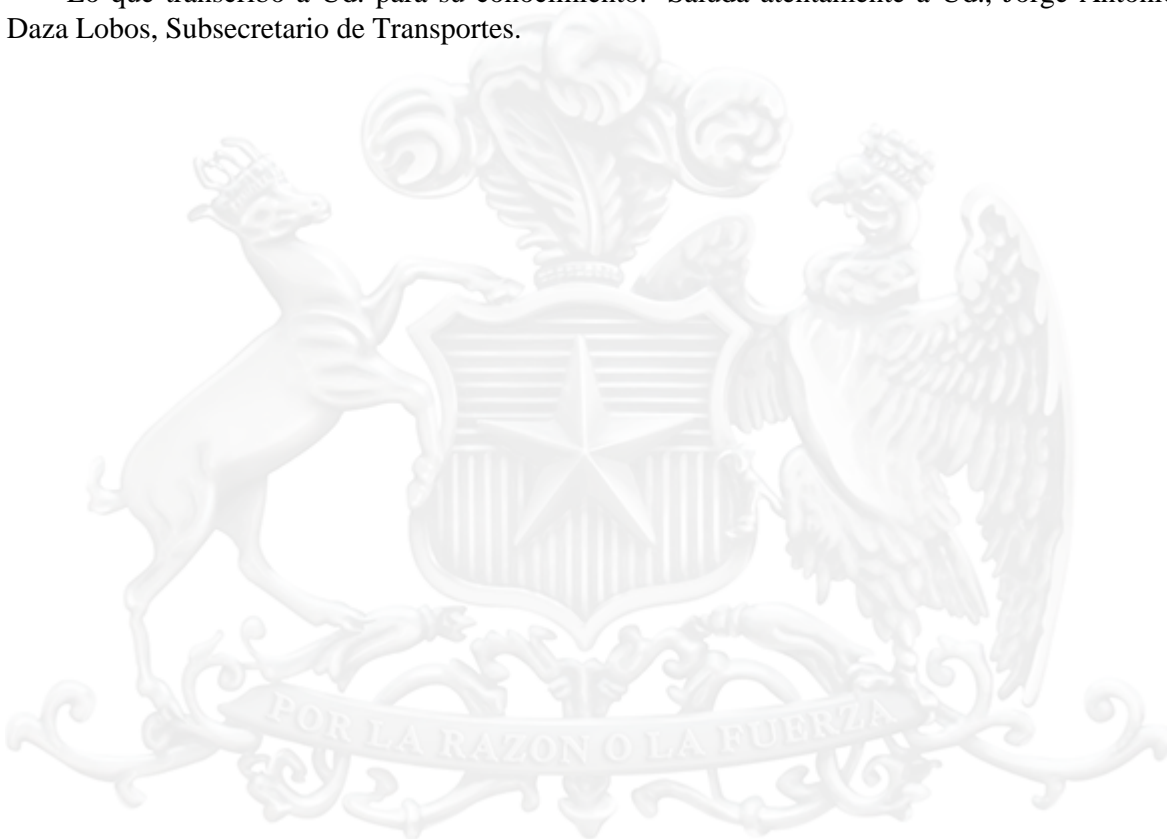 Lo que transcribo a Ud. para su conocimiento.- Saluda atentamente a Ud., Jorge Antonio
Daza Lobos, Subsecretario de Transportes.
POR LA RAZON O LA FUERZA